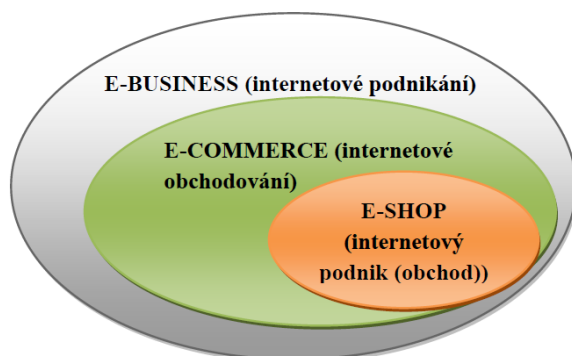 E-BUSINESS (internetové podnikání)
E-COMMERCE (internetové
obchodování)
E-SHOP
(internetový
podnik (obchod))